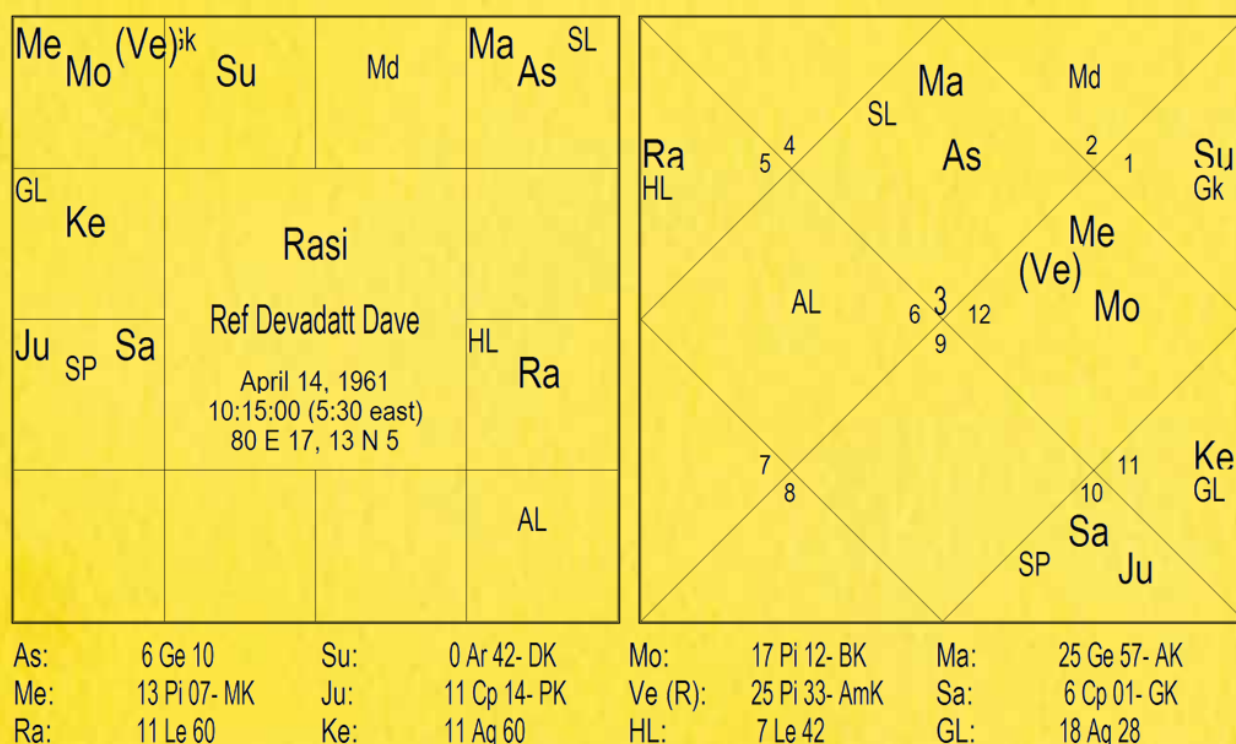 Me Mo (Ve) Gk Su Md Ma As SL
GL Ke
Rasi
Ref Devadatt Dave
April 14, 1961
10:15:00 (5:30 east)
80 E 17, 13 N 5
Ju SP Sa
HL Ra
AL
Ma SL As
Md
Ra HL
5 4
2 1
Su Gk
Me (Ve) Mo
AL
6 3 12
9
7 8
11 10
Ke GL
Sa SP Ju
As: 6 Ge 10 Su: 0 Ar 42- DK Mo: 17 Pi 12- BK Ma: 25 Ge 57- AK
Me: 13 Pi 07- MK Ju: 11 Cp 14- PK Ve (R): 25 Pi 33- AmK Sa: 6 Cp 01- GK
Ra: 11 Le 60 Ke: 11 Aq 60 HL: 7 Le 42 GL: 18 Aq 28